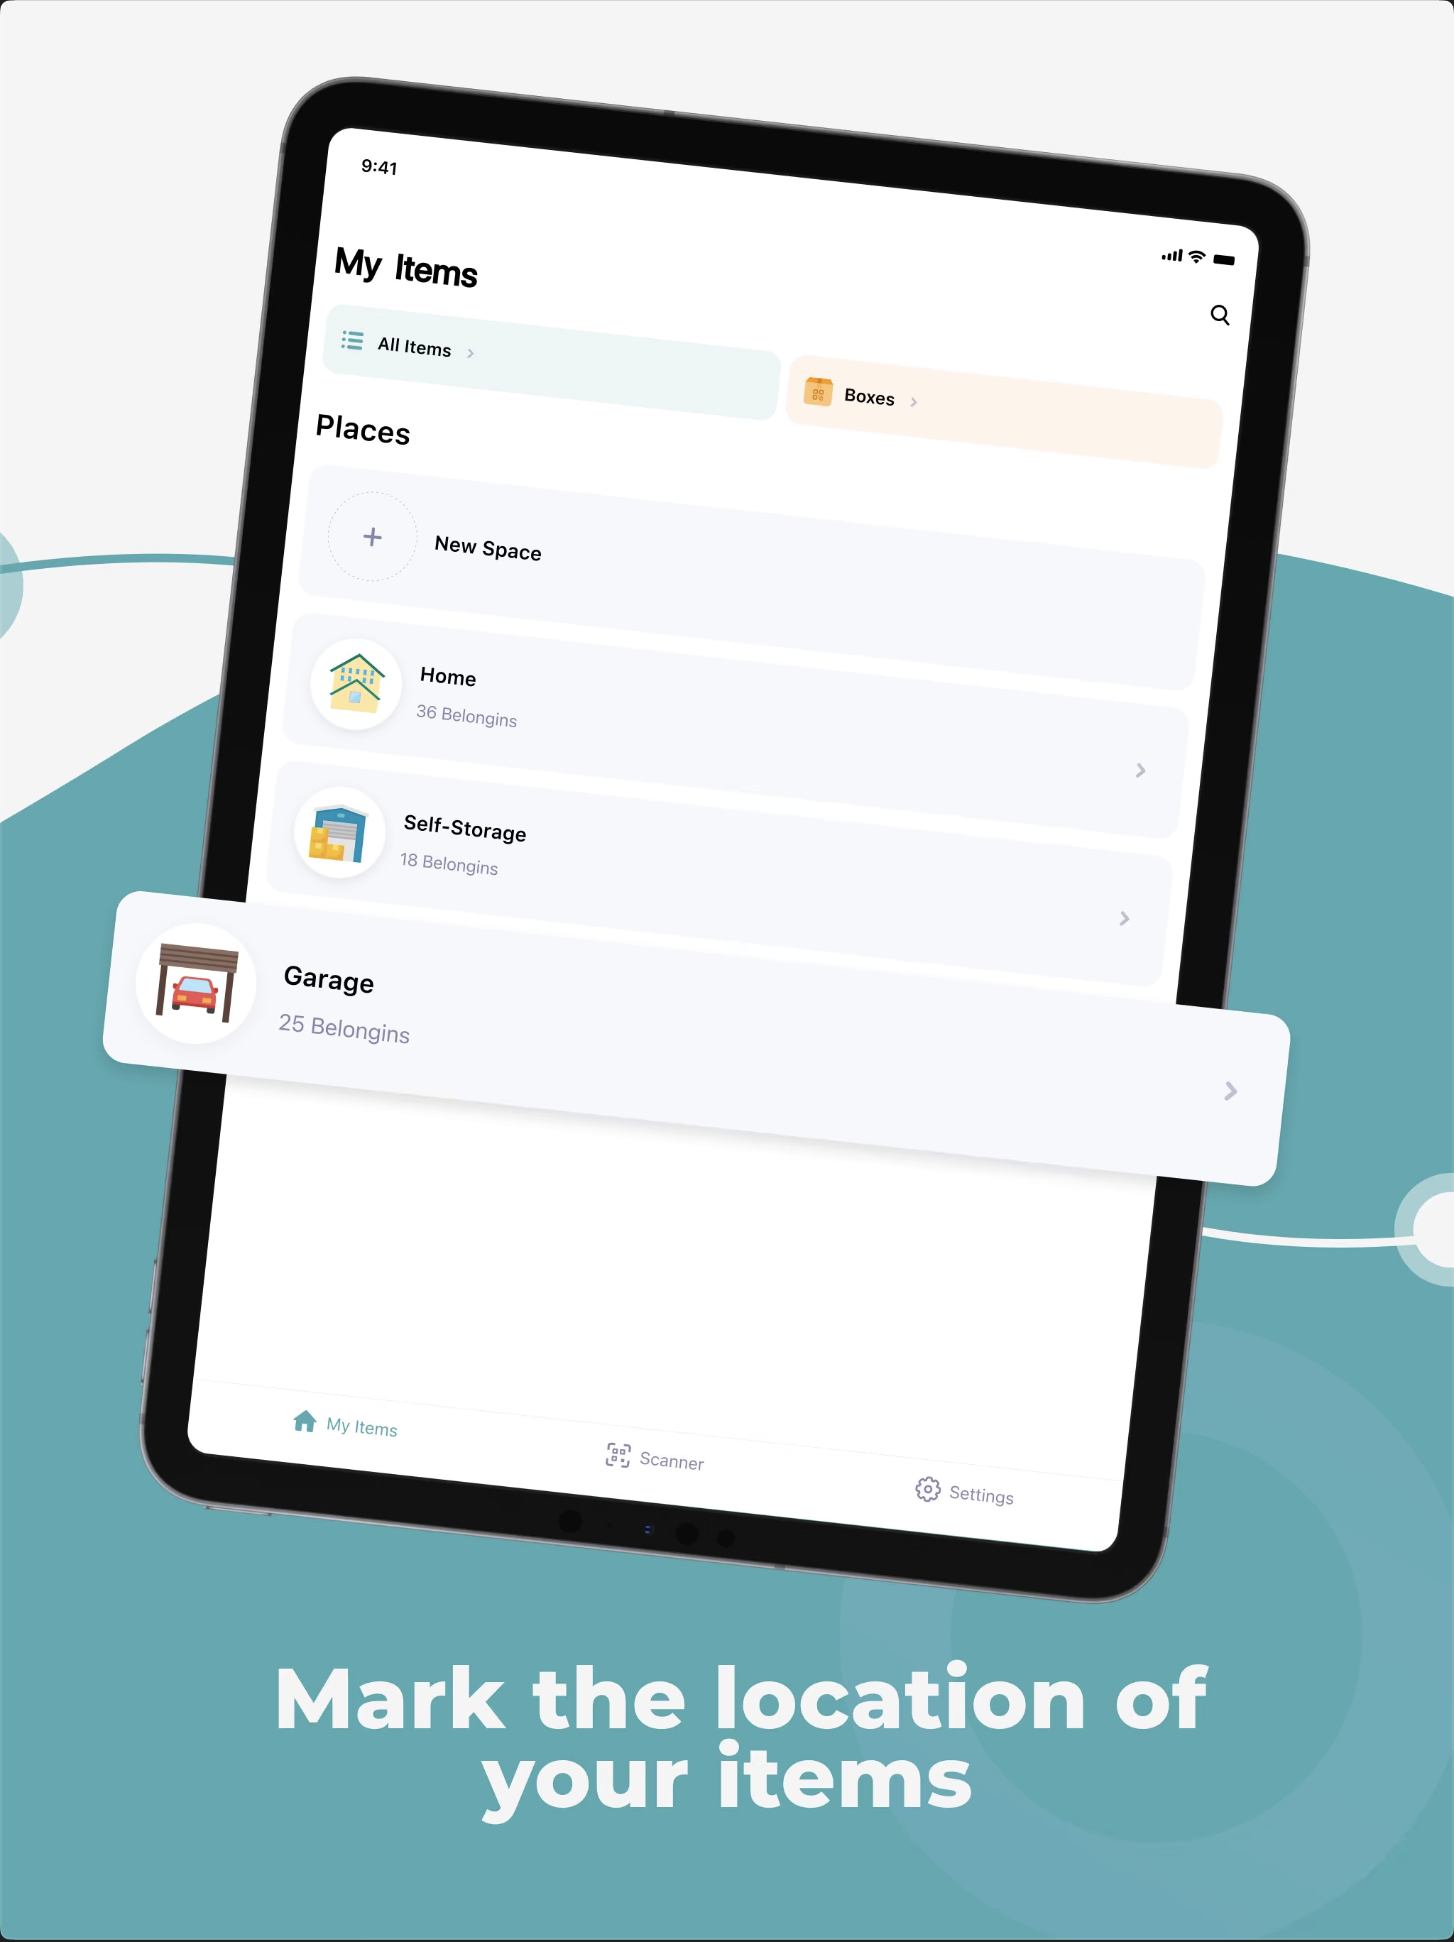 9:41
My Items
All Items
Boxes
Places
New Space
Home
36 Belongins
Self-Storage
18 Belongins
Garage
25 Belongins
My Items
Scanner
Settings
Mark the location of
your items